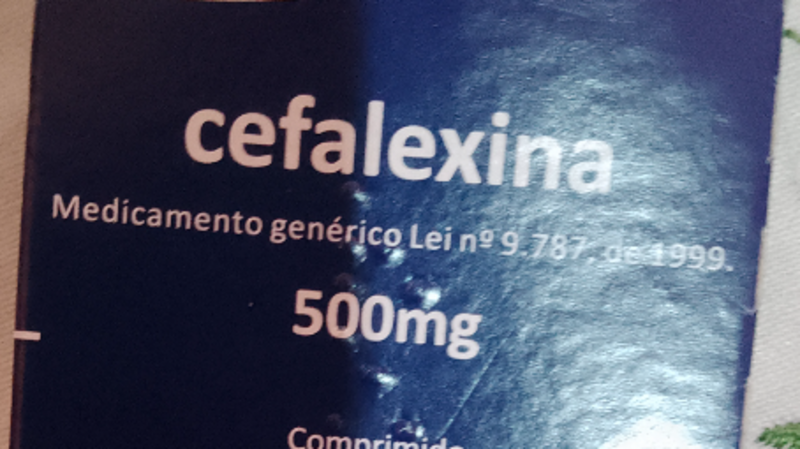 cefalexina
Medicamento genérico Lei nº 9.787, de 1999.
500mg